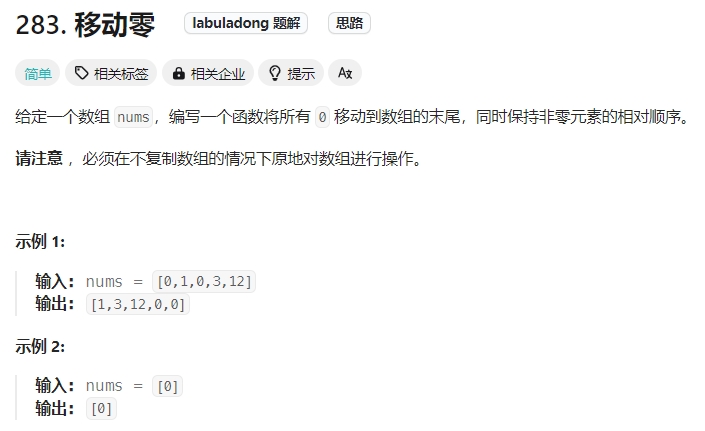 283. 移动零 labuladong 题解 思路
简单 相关标签 相关企业 提示 A文
给定一个数组 nums，编写一个函数将所有 0 移动到数组的末尾，同时保持非零元素的相对顺序。
请注意 ，必须在不复制数组的情况下原地对数组进行操作。
示例 1:
输入: nums = [0,1,0,3,12]
输出: [1,3,12,0,0]
示例 2:
输入: nums = [0]
输出: [0]